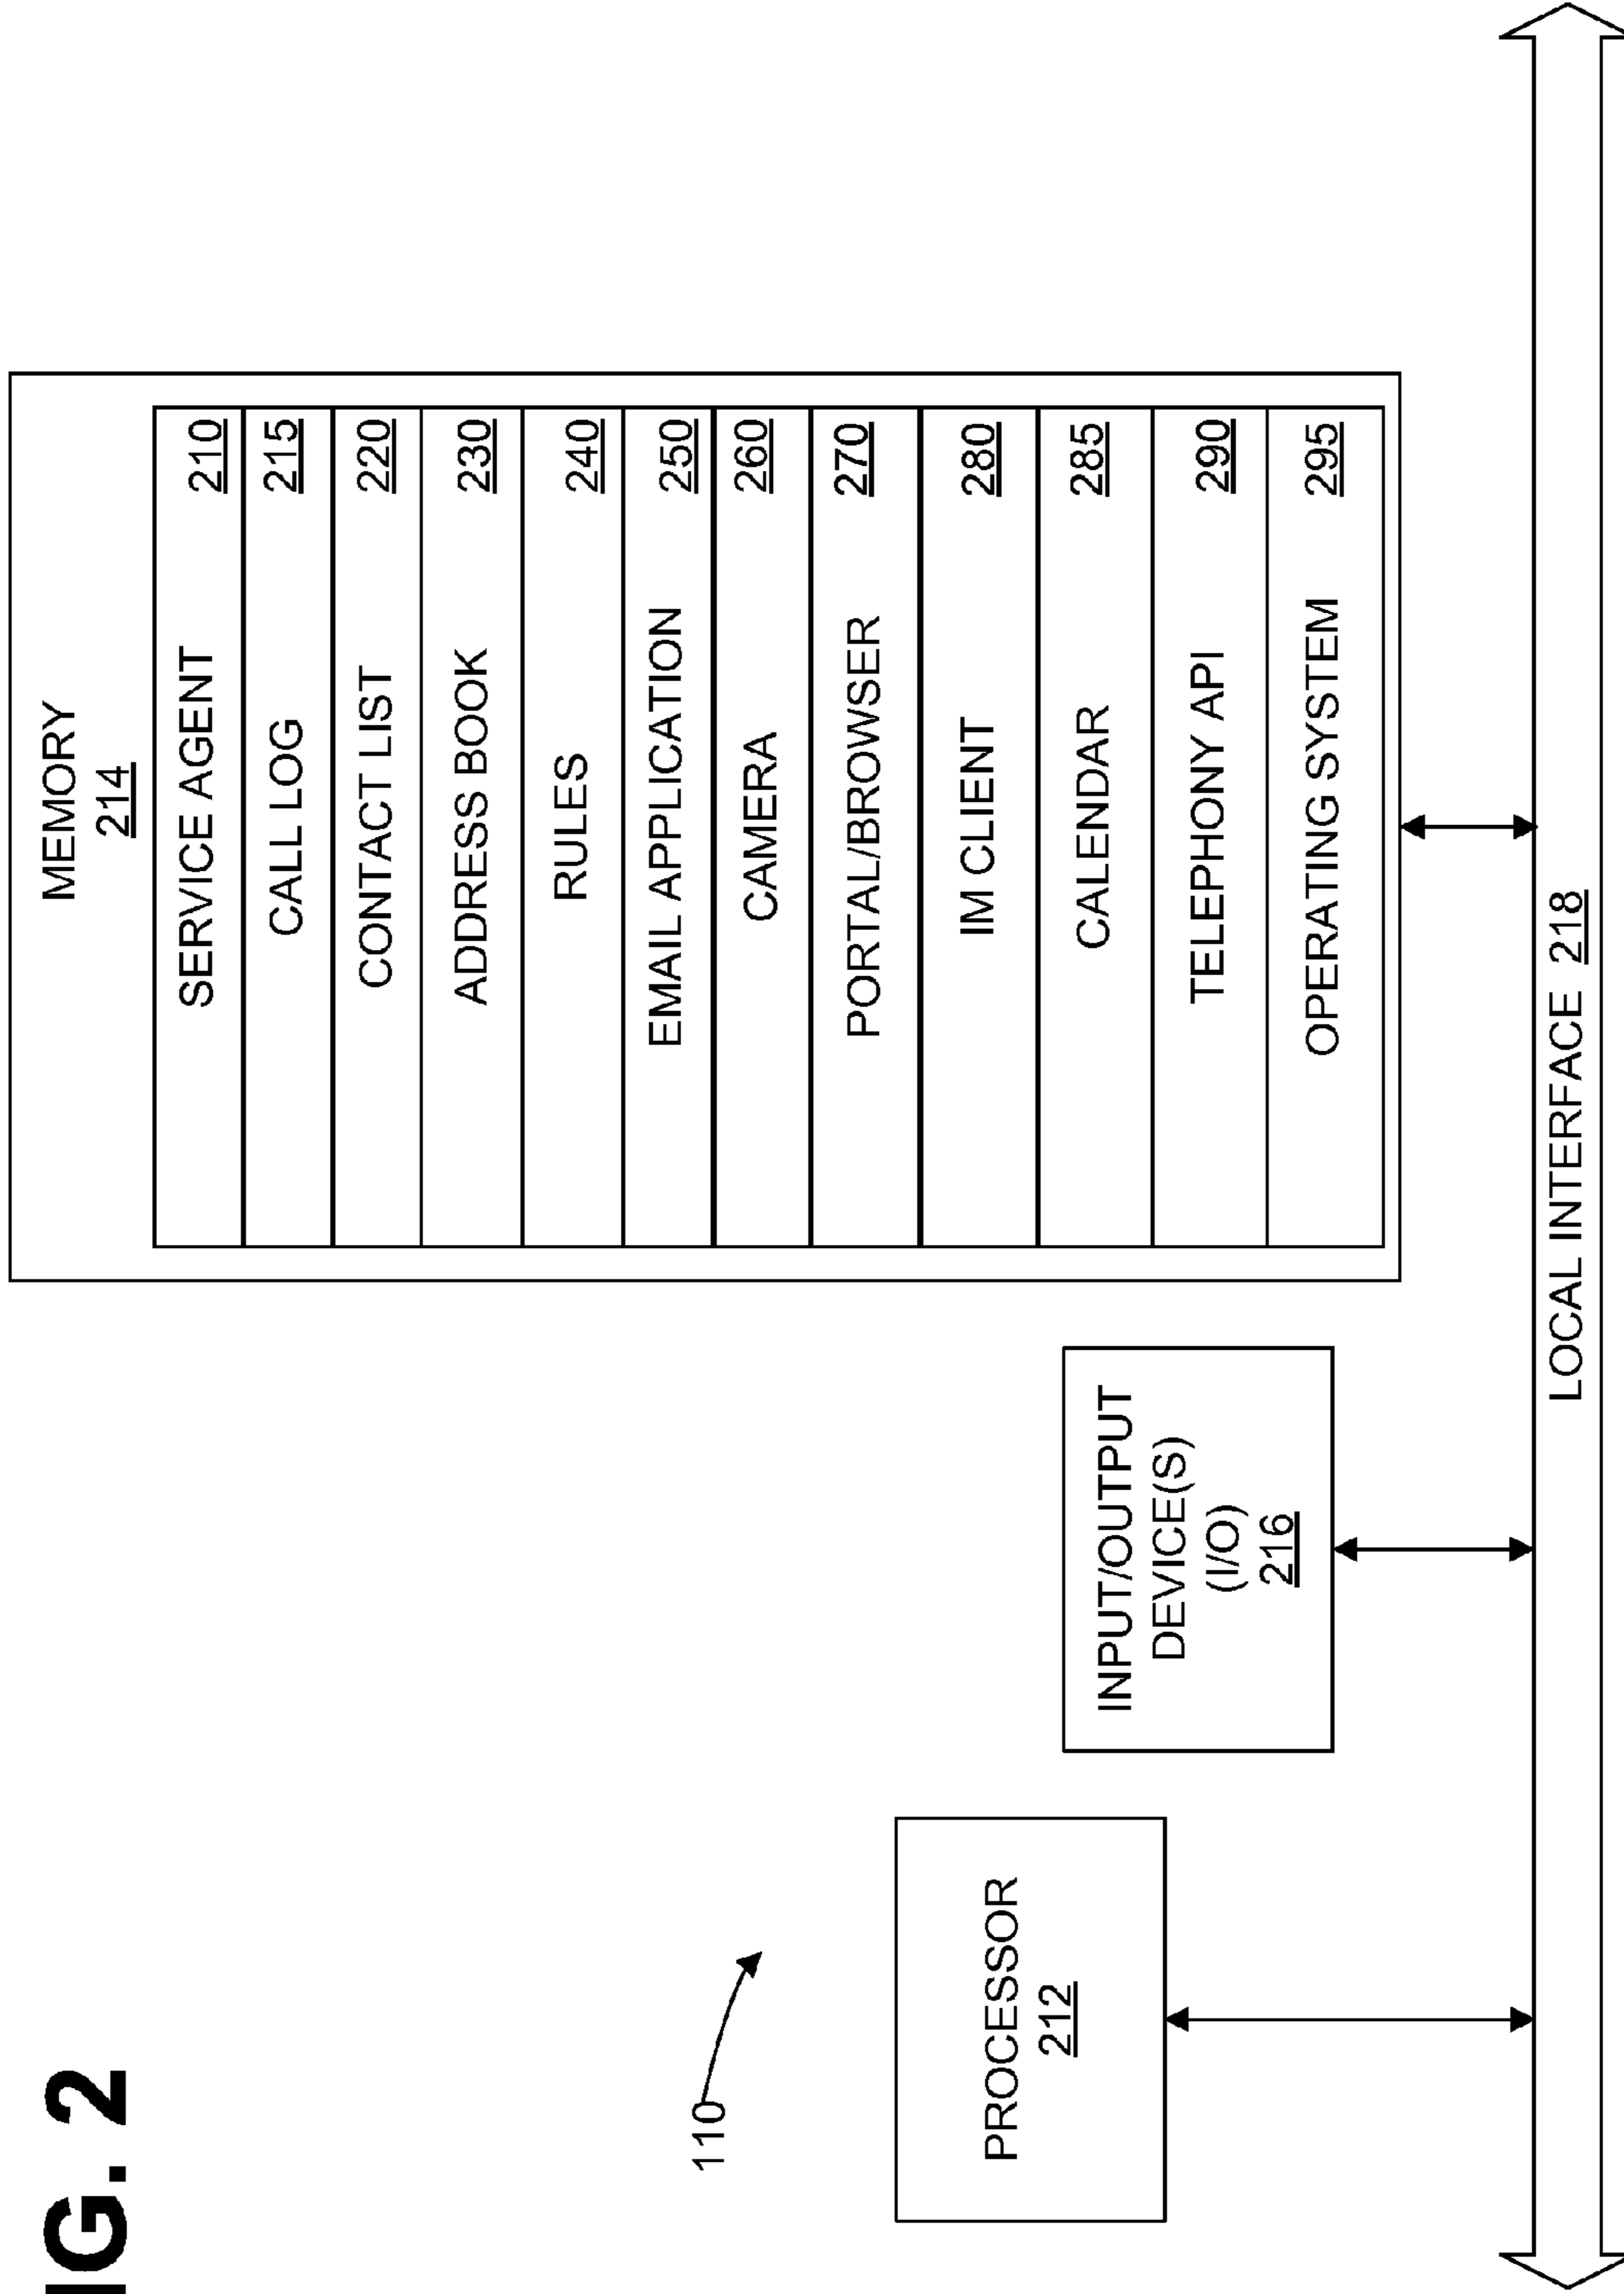 IG. 2
110
PROCESSOR
212
INPUT/OUTPUT
DEVICE(S)
(I/O)
216
MEMORY
214
SERVICE AGENT 210
CALL LOG 215
CONTACT LIST 220
ADDRESS BOOK 230
RULES 240
EMAIL APPLICATION 250
CAMERA 260
PORTAL/BROWSER 270
IM CLIENT 280
CALENDAR 285
TELEPHONY API 290
OPERATING SYSTEM 295
LOCAL INTERFACE 218